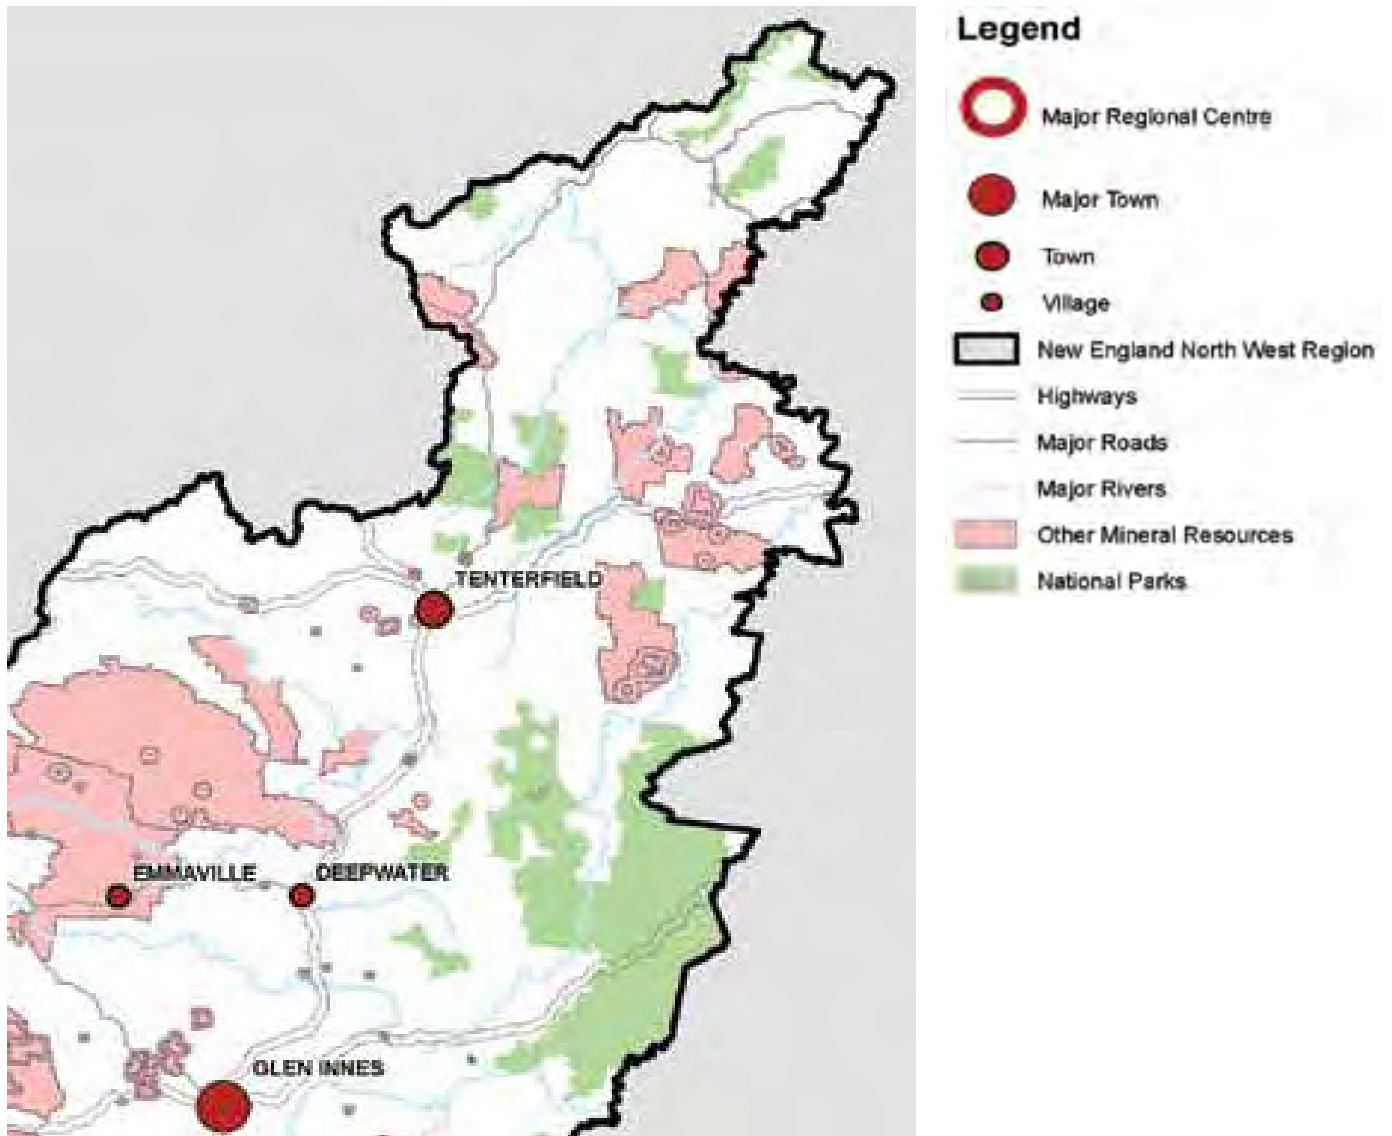 Legend
Major Regional Centre
Major Town
Town
Village
New England North West Region
Highways
Major Roads
Major Rivers
Other Mineral Resources
National Parks
TENTERFIELD
EMMAVILLE
DEEPWATER
GLEN INNES